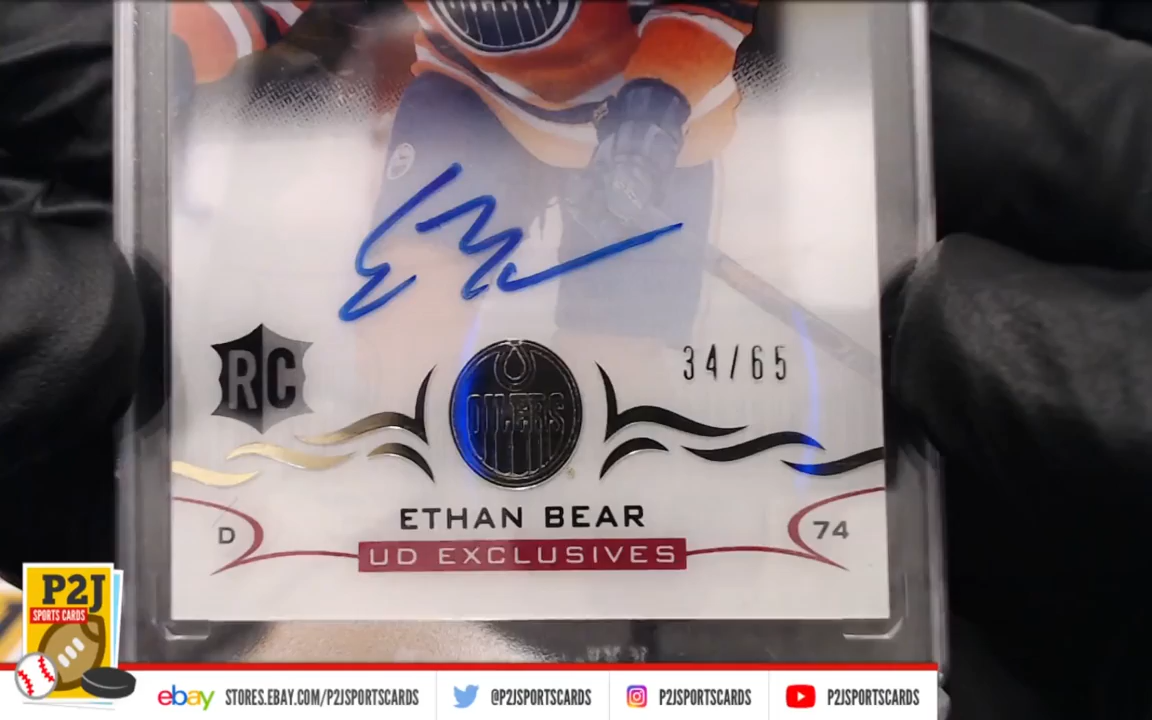 OILERS
RC
34/65
OILERS
ETHAN BEAR
D
74
UD EXCLUSIVES
P2J
SPORTS CARDS
ebay STORES.EBAY.COM/P2JSPORTSCARDS
@P2JSPORTSCARDS
P2JSPORTSCARDS
P2JSPORTSCARDS